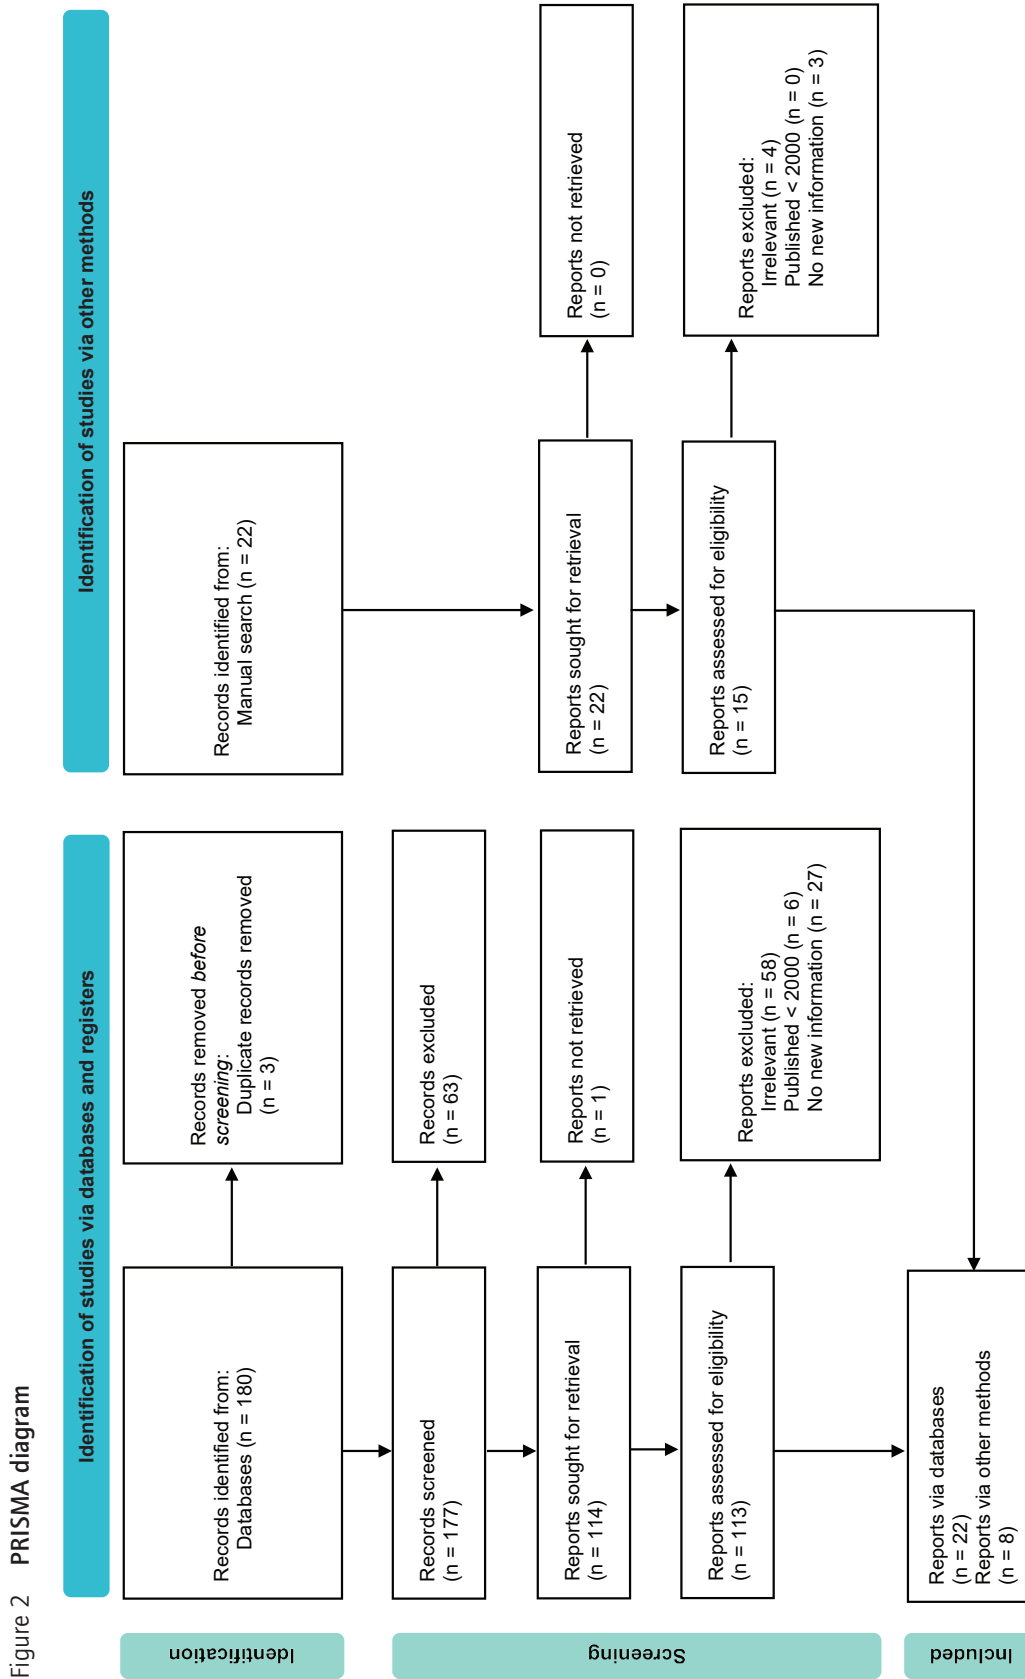 Figure 2 PRISMA diagram
Identification of studies via databases and registers
Identification of studies via other methods
Identification
Records identified from:
Databases (n = 180)
Records removed before
screening:
Duplicate records removed
(n = 3)
Records identified from:
Manual search (n = 22)
Screening
Records screened
(n = 177)
Records excluded
(n = 63)
Reports sought for retrieval
(n = 114)
Reports not retrieved
(n = 1)
Reports sought for retrieval
(n = 22)
Reports not retrieved
(n = 0)
Reports assessed for eligibility
(n = 113)
Reports excluded:
Irrelevant (n = 58)
Published < 2000 (n = 6)
No new information (n = 27)
Reports assessed for eligibility
(n = 15)
Reports excluded:
Irrelevant (n = 4)
Published < 2000 (n = 0)
No new information (n = 3)
Included
Reports via databases
(n = 22)
Reports via other methods
(n = 8)